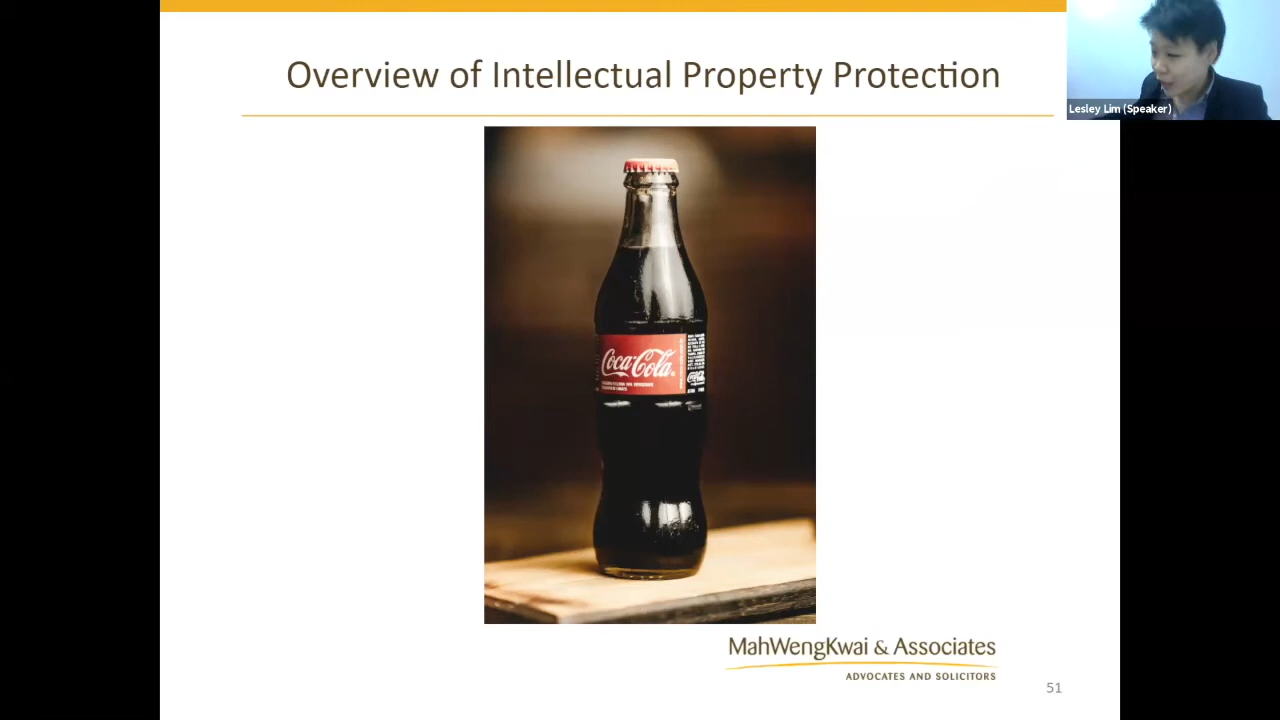 Overview of Intellectual Property Protection
Lesley Lim (Speaker)
Coca-Cola
MahWengKwai & Associates
ADVOCATES AND SOLICITORS
51